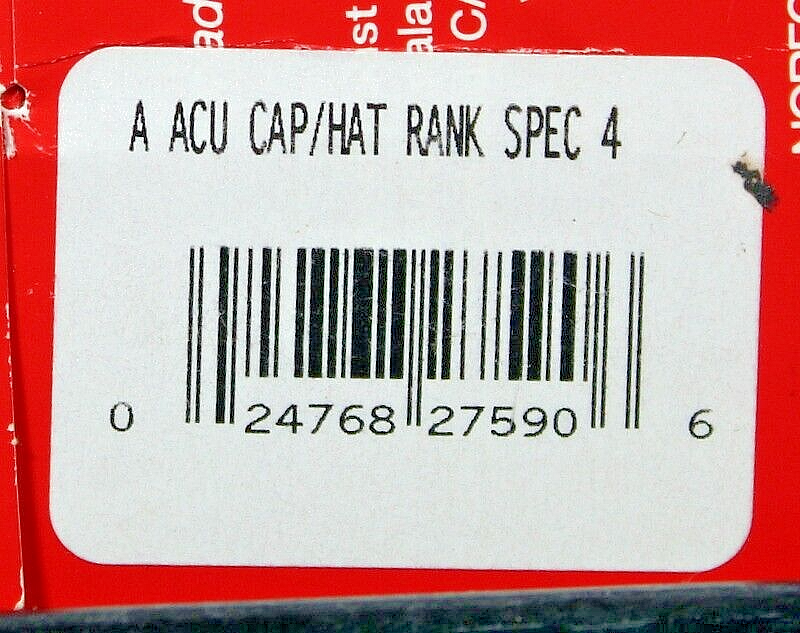 A ACU CAP/HAT RANK SPEC 4
0 24768 27590 6